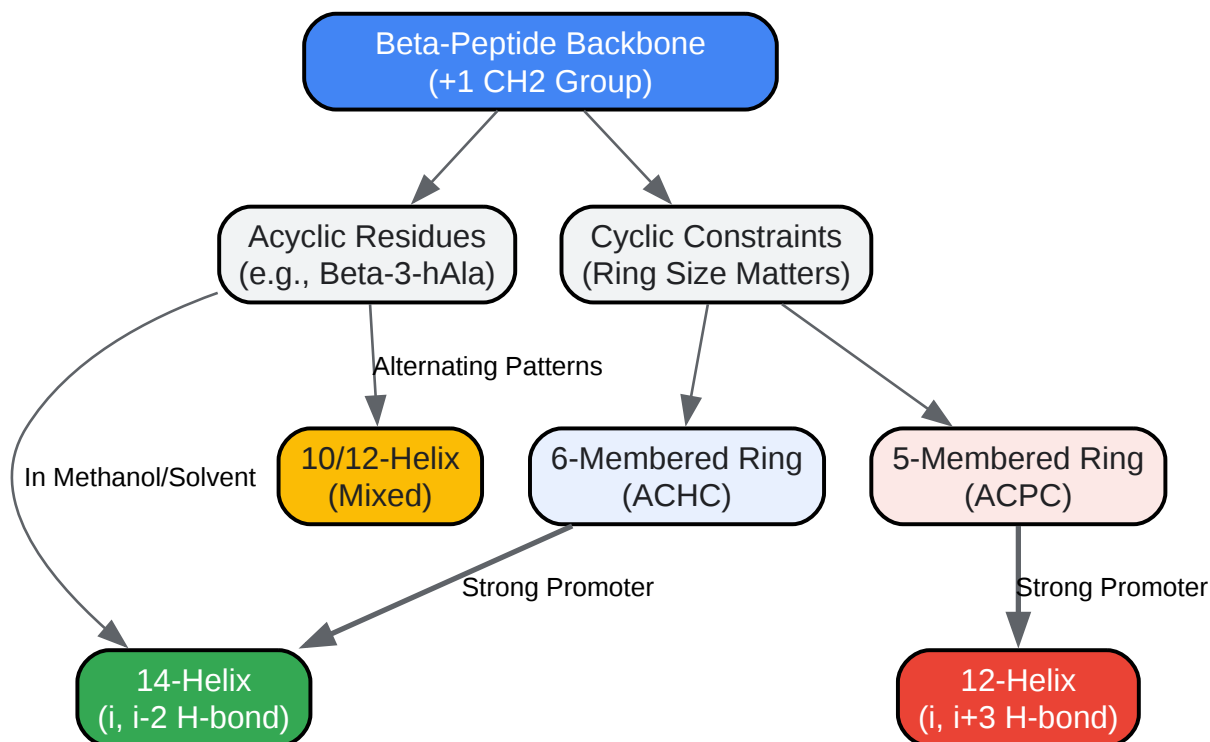 Beta-Peptide Backbone
(+1 CH2 Group)
Acyclic Residues
(e.g., Beta-3-hAla)
Cyclic Constraints
(Ring Size Matters)
Alternating Patterns
In Methanol/Solvent
10/12-Helix
(Mixed)
6-Membered Ring
(ACHC)
5-Membered Ring
(ACPC)
Strong Promoter
Strong Promoter
14-Helix
(i, i-2 H-bond)
12-Helix
(i, i+3 H-bond)